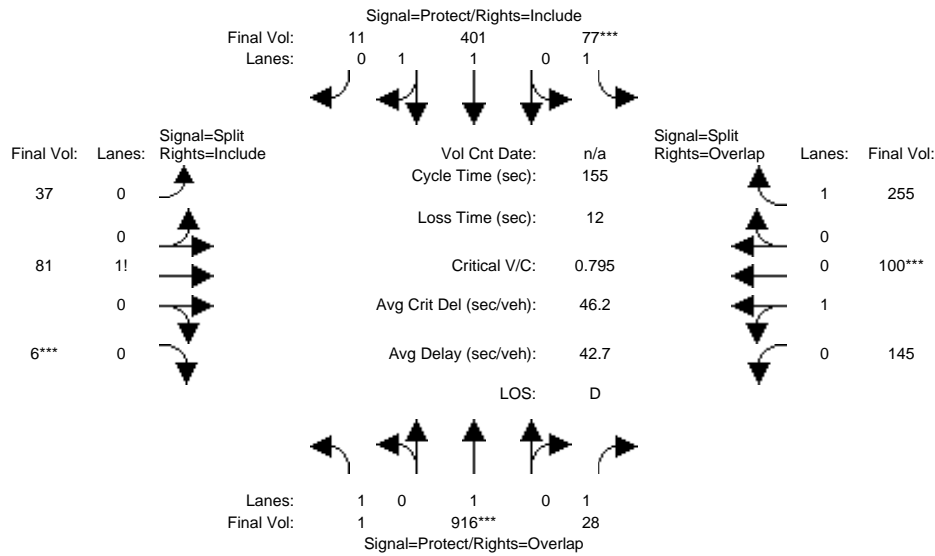 Signal=Protect/Rights=Include
Final Vol: 11 401 77***
Lanes: 0 1 1 0 1
Signal=Split Signal=Split
Final Vol: Lanes: Rights=Include Vol Cnt Date: n/a Rights=Overlap Lanes: Final Vol:
Cycle Time (sec): 155
37 0 1 255
Loss Time (sec): 12
0 0
81 1! Critical V/C: 0.795 0 100***
0 Avg Crit Del (sec/veh): 46.2 1
6*** 0 Avg Delay (sec/veh): 42.7 0 145
LOS: D
Lanes: 1 0 1 0 1
Final Vol: 1 916*** 28
Signal=Protect/Rights=Overlap